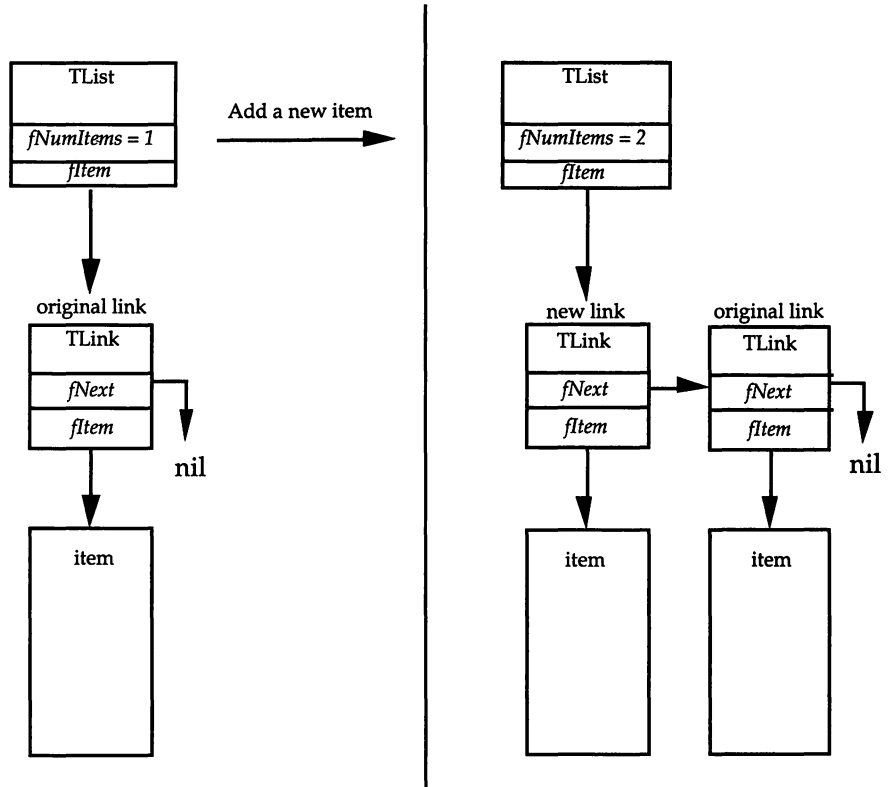 TList
fNumItems = 1
fItem
Add a new item
original link
TLink
fNext
fItem
nil
item
TList
fNumItems = 2
fItem
new link
TLink
fNext
fItem
item
original link
TLink
fNext
fItem
nil
item